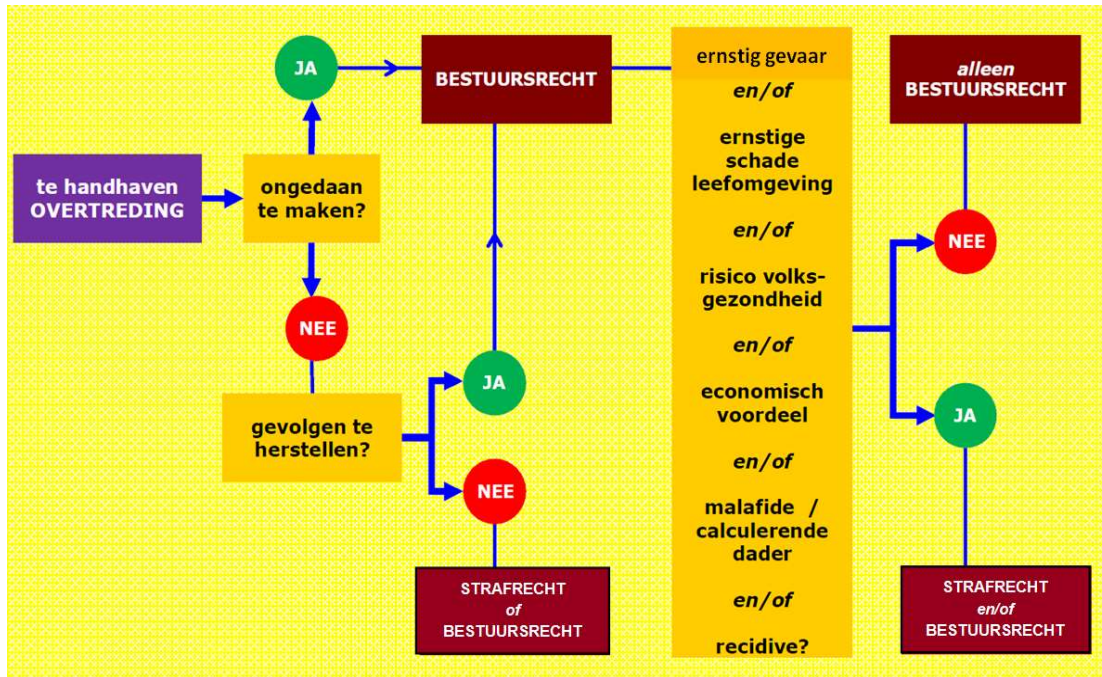 te handhaven
OVERTREDING
ongedaan
te maken?
JA
NEE
gevolgen te
herstellen?
JA
NEE
BESTUURSRECHT
STRAFRECHT
of
BESTUURSRECHT
ernstig gevaar
en/of
ernstige
schade
leefomgeving
en/of
risico volks-
gezondheid
en/of
economisch
voordeel
en/of
malafide /
calculerende
dader
en/of
recidive?
NEE
alleen
BESTUURSRECHT
JA
STRAFRECHT
en/of
BESTUURSRECHT